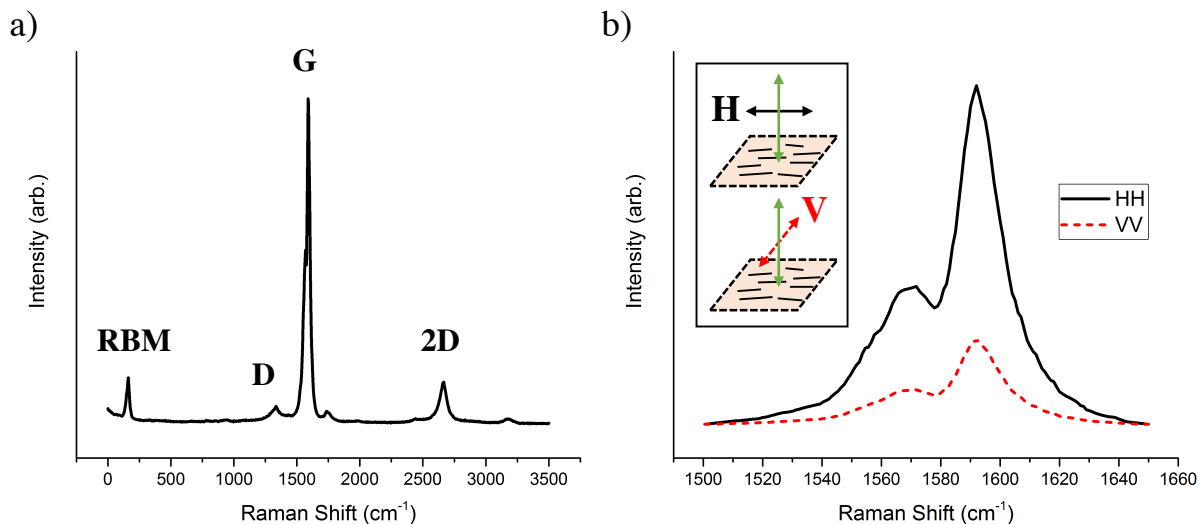 a)
G
RBM
D
2D
Intensity (arb.)
0 500 1000 1500 2000 2500 3000 3500
Raman Shift (cm⁻¹)
b)
H
V
HH
VV
Intensity (arb.)
1500 1520 1540 1560 1580 1600 1620 1640 1660
Raman Shift (cm⁻¹)